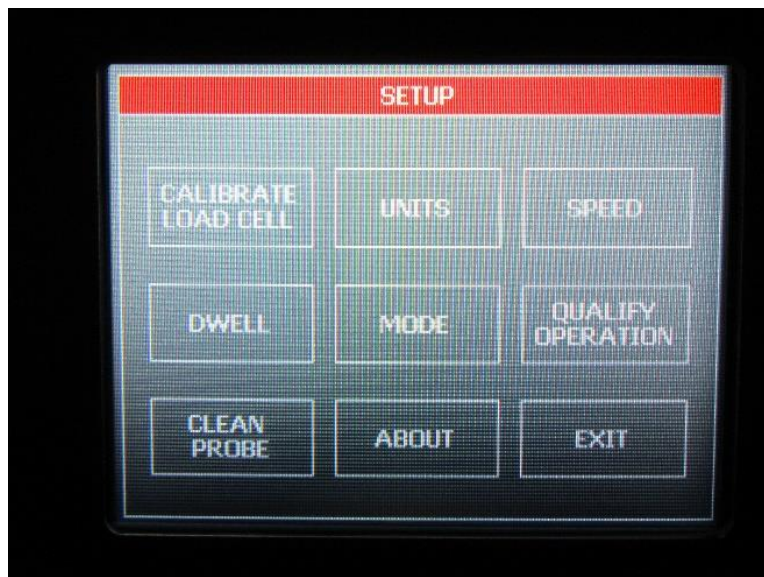 SETUP
CALIBRATE
LOAD CELL
UNITS
SPEED
DWELL
MODE
QUALIFY
OPERATION
CLEAN
PROBE
ABOUT
EXIT